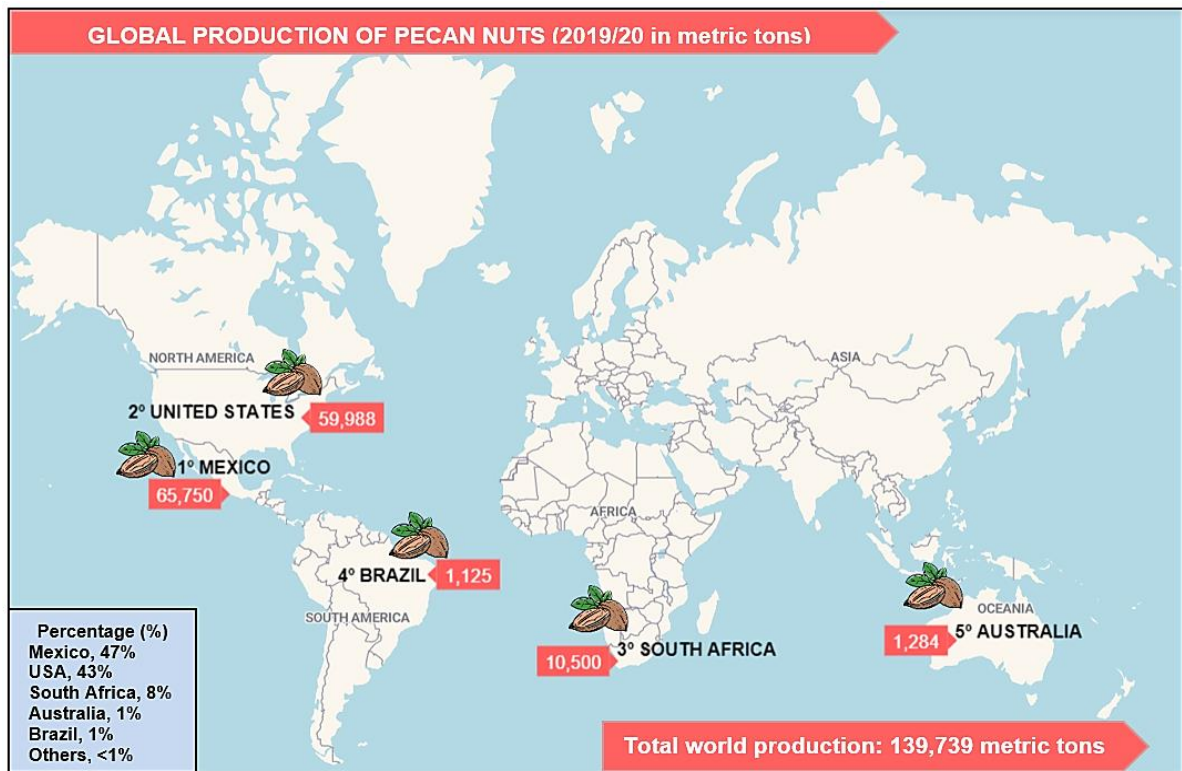 GLOBAL PRODUCTION OF PECAN NUTS (2019/20 in metric tons)
NORTH AMERICA
ASIA
2º UNITED STATES
59,988
1º MEXICO
65,750
AFRICA
4º BRAZIL
1,125
SOUTH AMERICA
OCEANIA
5º AUSTRALIA
1,284
3º SOUTH AFRICA
10,500
Percentage (%)
Mexico, 47%
USA, 43%
South Africa, 8%
Australia, 1%
Brazil, 1%
Others, <1%
Total world production: 139,739 metric tons